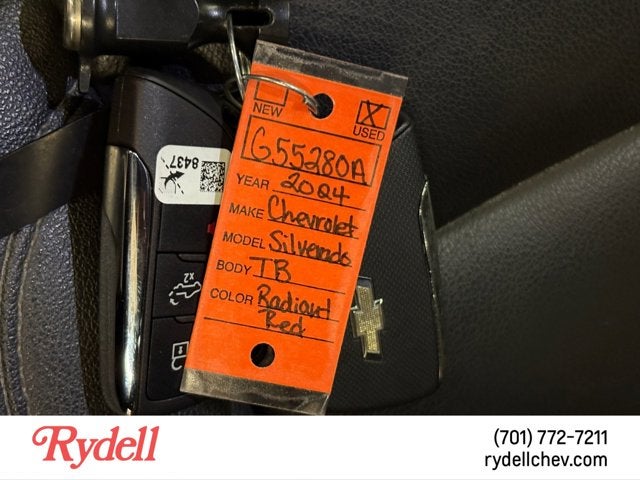 NEW
X
USED
G55280A
YEAR 2024
MAKE Chevrolet
MODEL Silverado
BODY TB
COLOR Radiant
Red
8437
x2
Rydell
(701) 772-7211
rydellchev.com